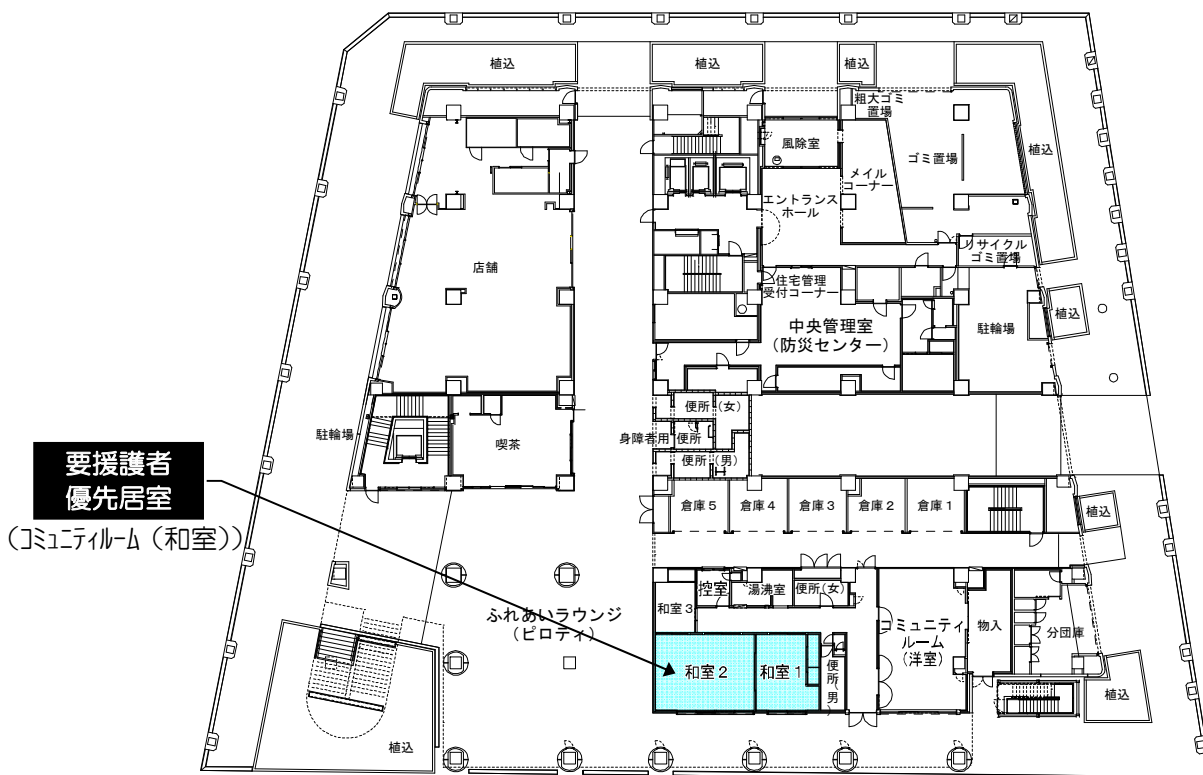 植込
植込
植込
粗大ゴミ
置場
風除室
ゴミ置場
植込
メイル
コーナー
エントランス
ホール
リサイクル
ゴミ置場
店舗
住宅管理
受付コーナー
植込
中央管理室
(防災センター)
駐輪場
便所(女)
駐輪場
喫茶
身障者用
便所
便所(男)
要援護者
優先居室
(コミュニティルーム(和室))
倉庫5
倉庫4
倉庫3
倉庫2
倉庫1
植込
控室
湯沸室
便所(女)
和室3
ふれあいラウンジ
(ピロティ)
コミュニティ
ルーム
(洋室)
物入
分団庫
和室2
和室1
便所(男)
植込
植込